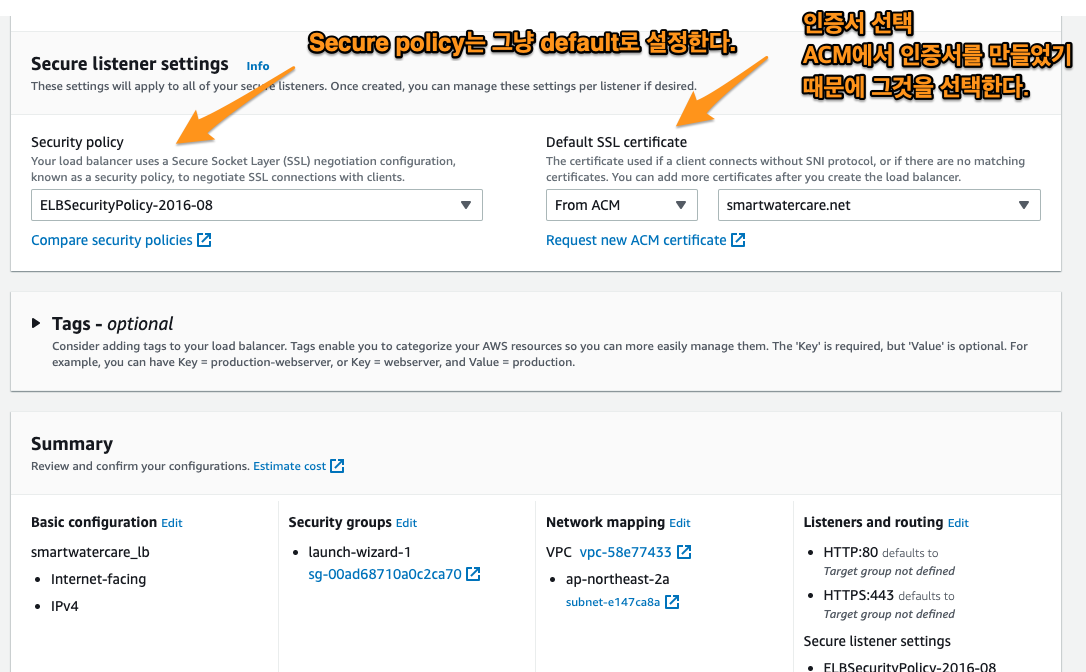 Secure policy는 그냥 default로 설정한다.
인증서 선택
ACM에서 인증서를 만들었기
때문에 그것을 선택한다.
Secure listener settings Info
These settings will apply to all of your secure listeners. Once created, you can manage these settings per listener if desired.
Security policy
Your load balancer uses a Secure Socket Layer (SSL) negotiation configuration,
known as a security policy, to negotiate SSL connections with clients.
ELBSecurityPolicy-2016-08
Compare security policies
Default SSL certificate
The certificate used if a client connects without SNI protocol, or if there are no matching
certificates. You can add more certificates after you create the load balancer.
From ACM
smartwatercare.net
Request new ACM certificate
Tags - optional
Consider adding tags to your load balancer. Tags enable you to categorize your AWS resources so you can more easily manage them. The 'Key' is required, but 'Value' is optional. For
example, you can have Key = production-webserver, or Key = webserver, and Value = production.
Summary
Review and confirm your configurations. Estimate cost
Basic configuration Edit
smartwatercare_lb
Internet-facing
IPv4
Security groups Edit
launch-wizard-1
sg-00ad68710a0c2ca70
Network mapping Edit
VPC vpc-58e77433
ap-northeast-2a
subnet-e147ca8a
Listeners and routing Edit
HTTP:80 defaults to
Target group not defined
HTTPS:443 defaults to
Target group not defined
Secure listener settings
ELBSecurityPolicy-2016-08